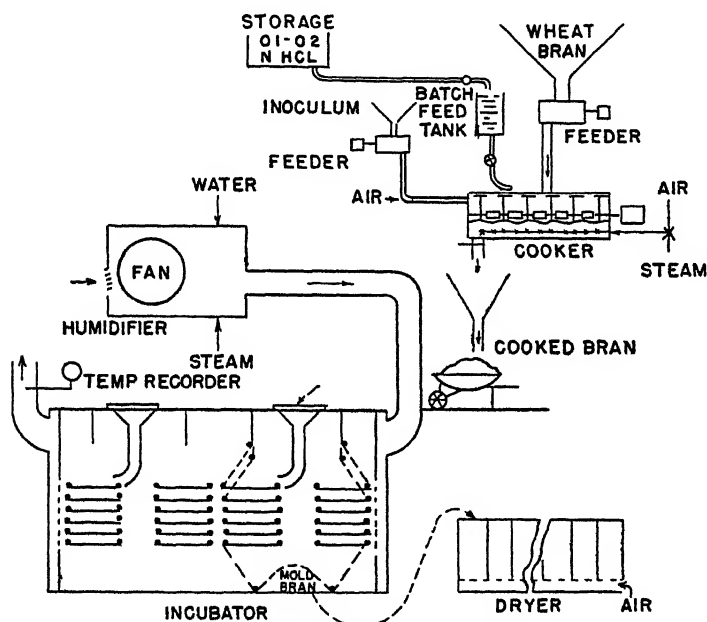 STORAGE
01-02
N HCL
WHEAT
BRAN
BATCH
FEED
TANK
INOCULUM
FEEDER
FEEDER
WATER
AIR
AIR
COOKER
STEAM
FAN
HUMIDIFIER
STEAM
COOKED BRAN
TEMP RECORDER
MOLD
BRAN
INCUBATOR
DRYER
AIR